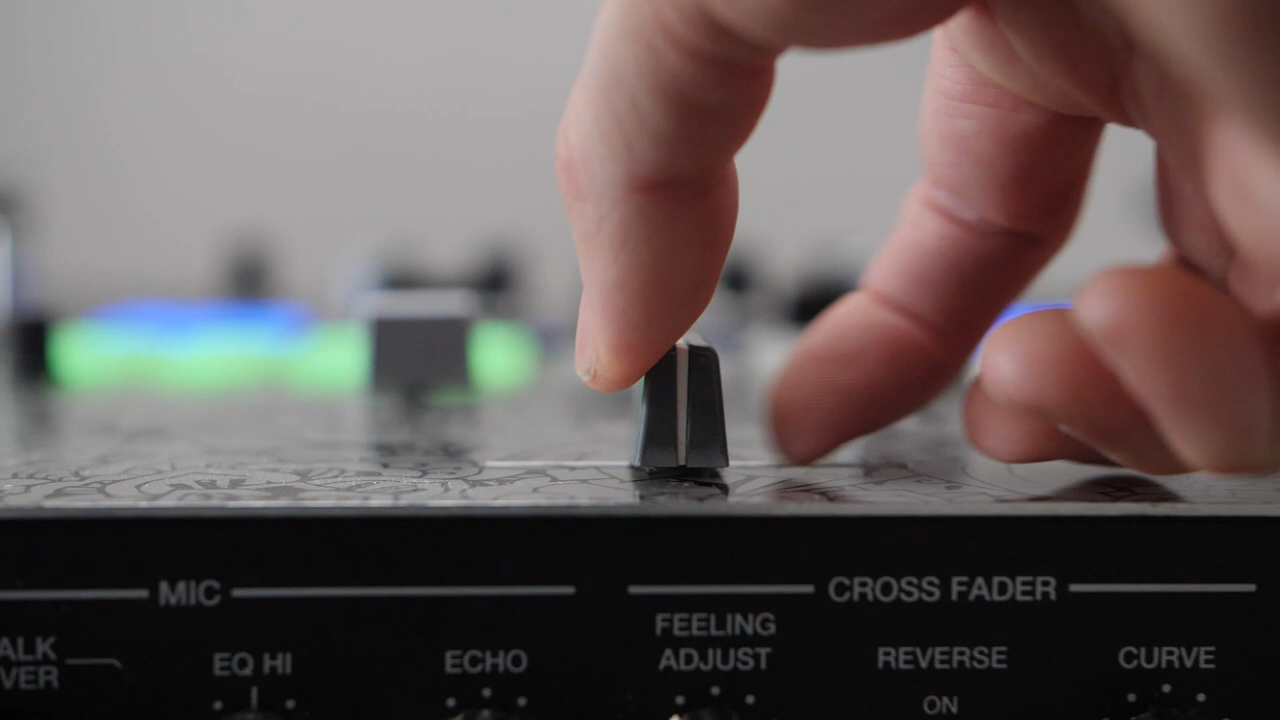 MIC
CROSS FADER
ALK
VER
EQ HI
ECHO
FEELING
ADJUST
REVERSE
ON
CURVE